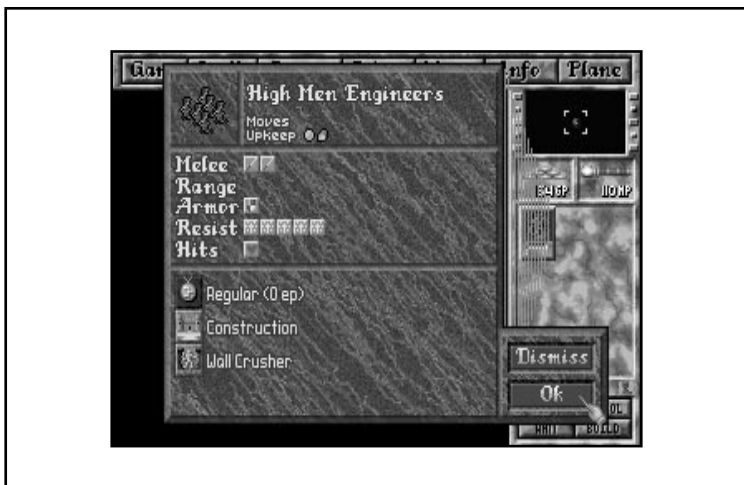 Info Plane
High Men Engineers
Moves
Upkeep
Melee
Range
Armor
Resist
Hits
Regular (0 ep)
Construction
Wall Crusher
Dismiss
Ok
BUILD